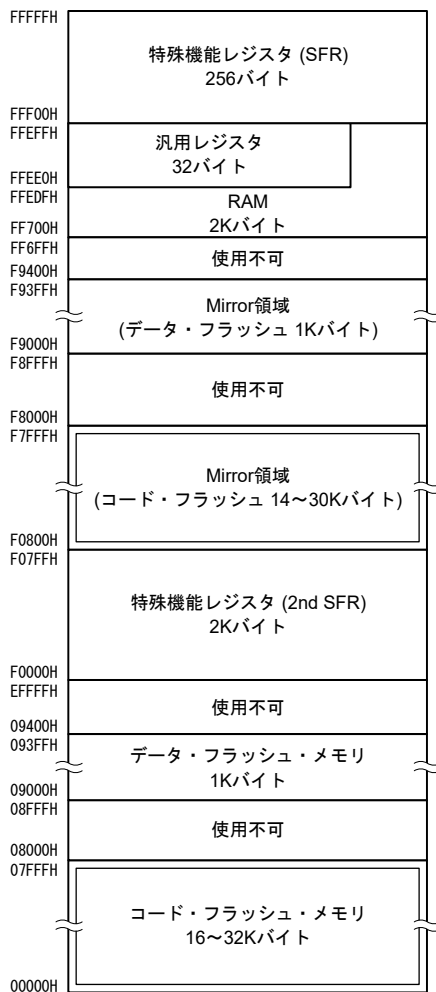 FFFFFH
特殊機能レジスタ (SFR)
256バイト
FFF00H
FFEFFH
汎用レジスタ
32バイト
FFEE0H
FFEDFH
RAM
2Kバイト
FF700H
FF6FFH
使用不可
F9400H
F93FFH
Mirror領域
(データ・フラッシュ 1Kバイト)
F9000H
F8FFFH
使用不可
F8000H
F7FFFH
Mirror領域
(コード・フラッシュ 14～30Kバイト)
F0800H
F07FFH
特殊機能レジスタ (2nd SFR)
2Kバイト
F0000H
EFFFFH
使用不可
09400H
093FFH
データ・フラッシュ・メモリ
1Kバイト
09000H
08FFFH
使用不可
08000H
07FFFH
コード・フラッシュ・メモリ
16～32Kバイト
00000H